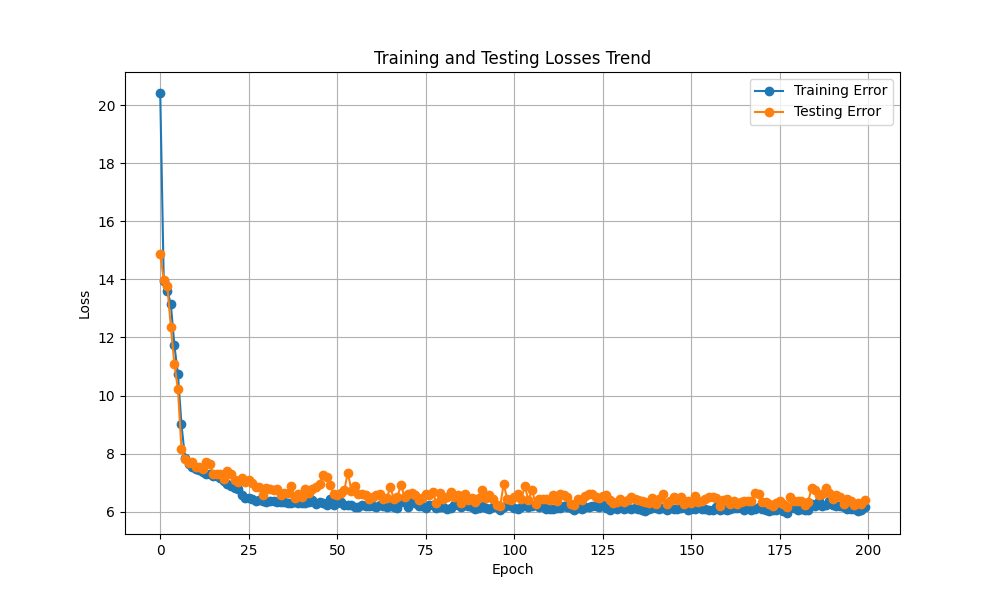 Training and Testing Losses Trend
Training Error
Testing Error
20
18
16
14
12
10
8
6
Loss
0 25 50 75 100 125 150 175 200
Epoch